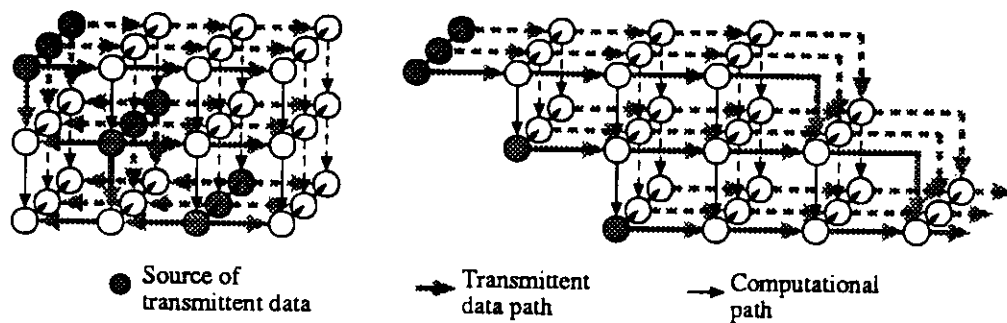 Source of
transmittent data
Transmittent
data path
Computational
path